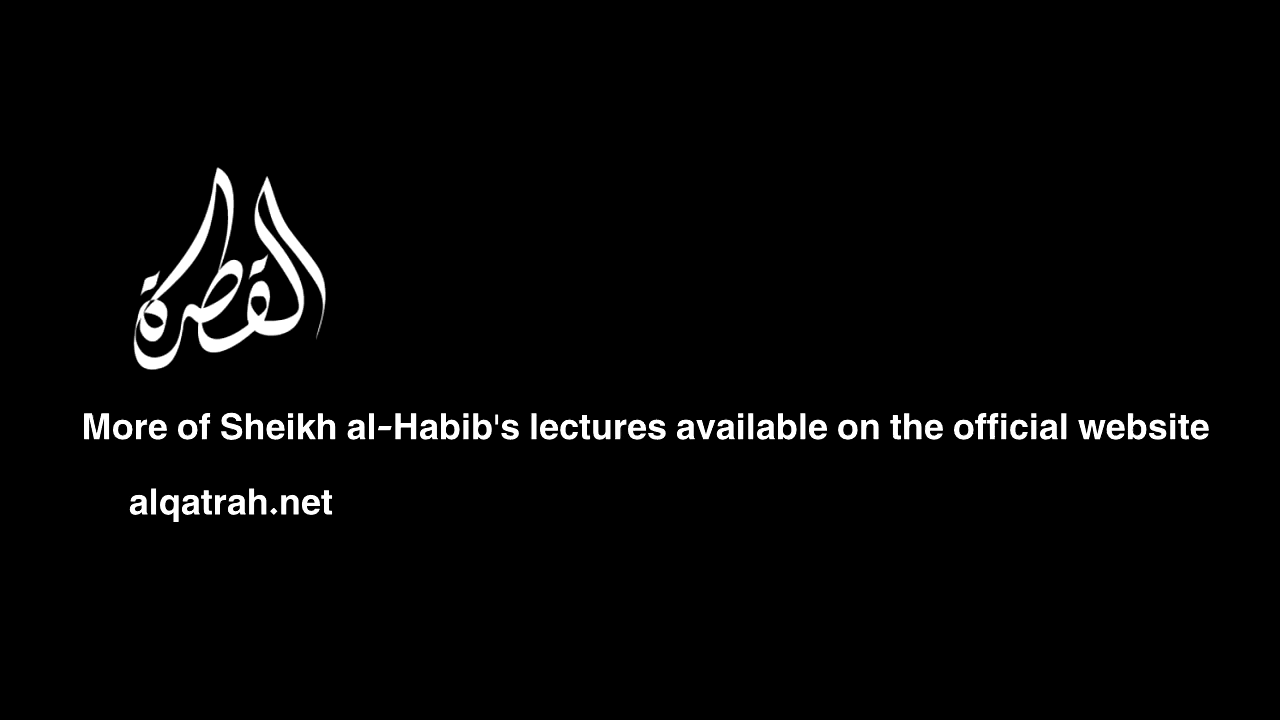 القطرة
More of Sheikh al-Habib's lectures available on the official website
alqatrah.net